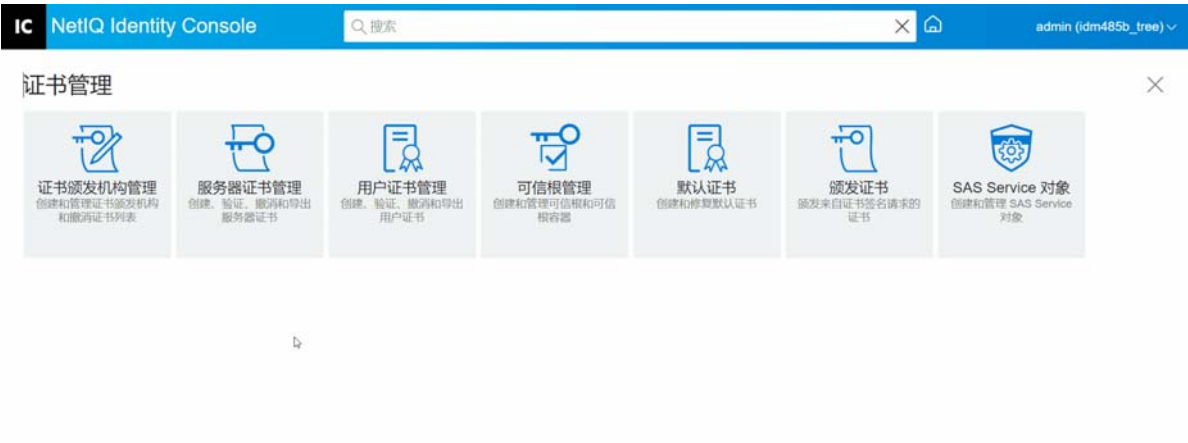 IC NetIQ Identity Console 搜索 admin (idm485b_tree)
证书管理
证书颁发机构管理
创建和管理证书颁发机构
和撤消证书列表
服务器证书管理
创建、验证、撤消和导出
服务器证书
用户证书管理
创建、验证、撤消和导出
用户证书
可信根管理
创建和管理可信根和可信
根容器
默认证书
创建和修复默认证书
颁发证书
颁发来自证书签名请求的
证书
SAS Service 对象
创建和管理 SAS Service
对象